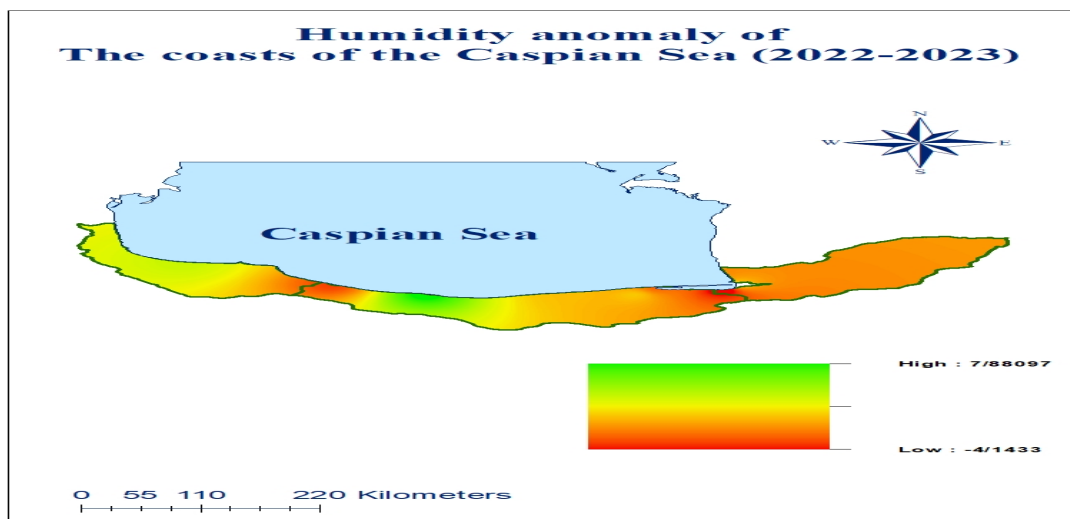 Humidity anomaly of
The coasts of the Caspian Sea (2022-2023)
N
W E
S
Caspian Sea
High : 7/88097
Low : -4/1433
0 55 110 220 Kilometers